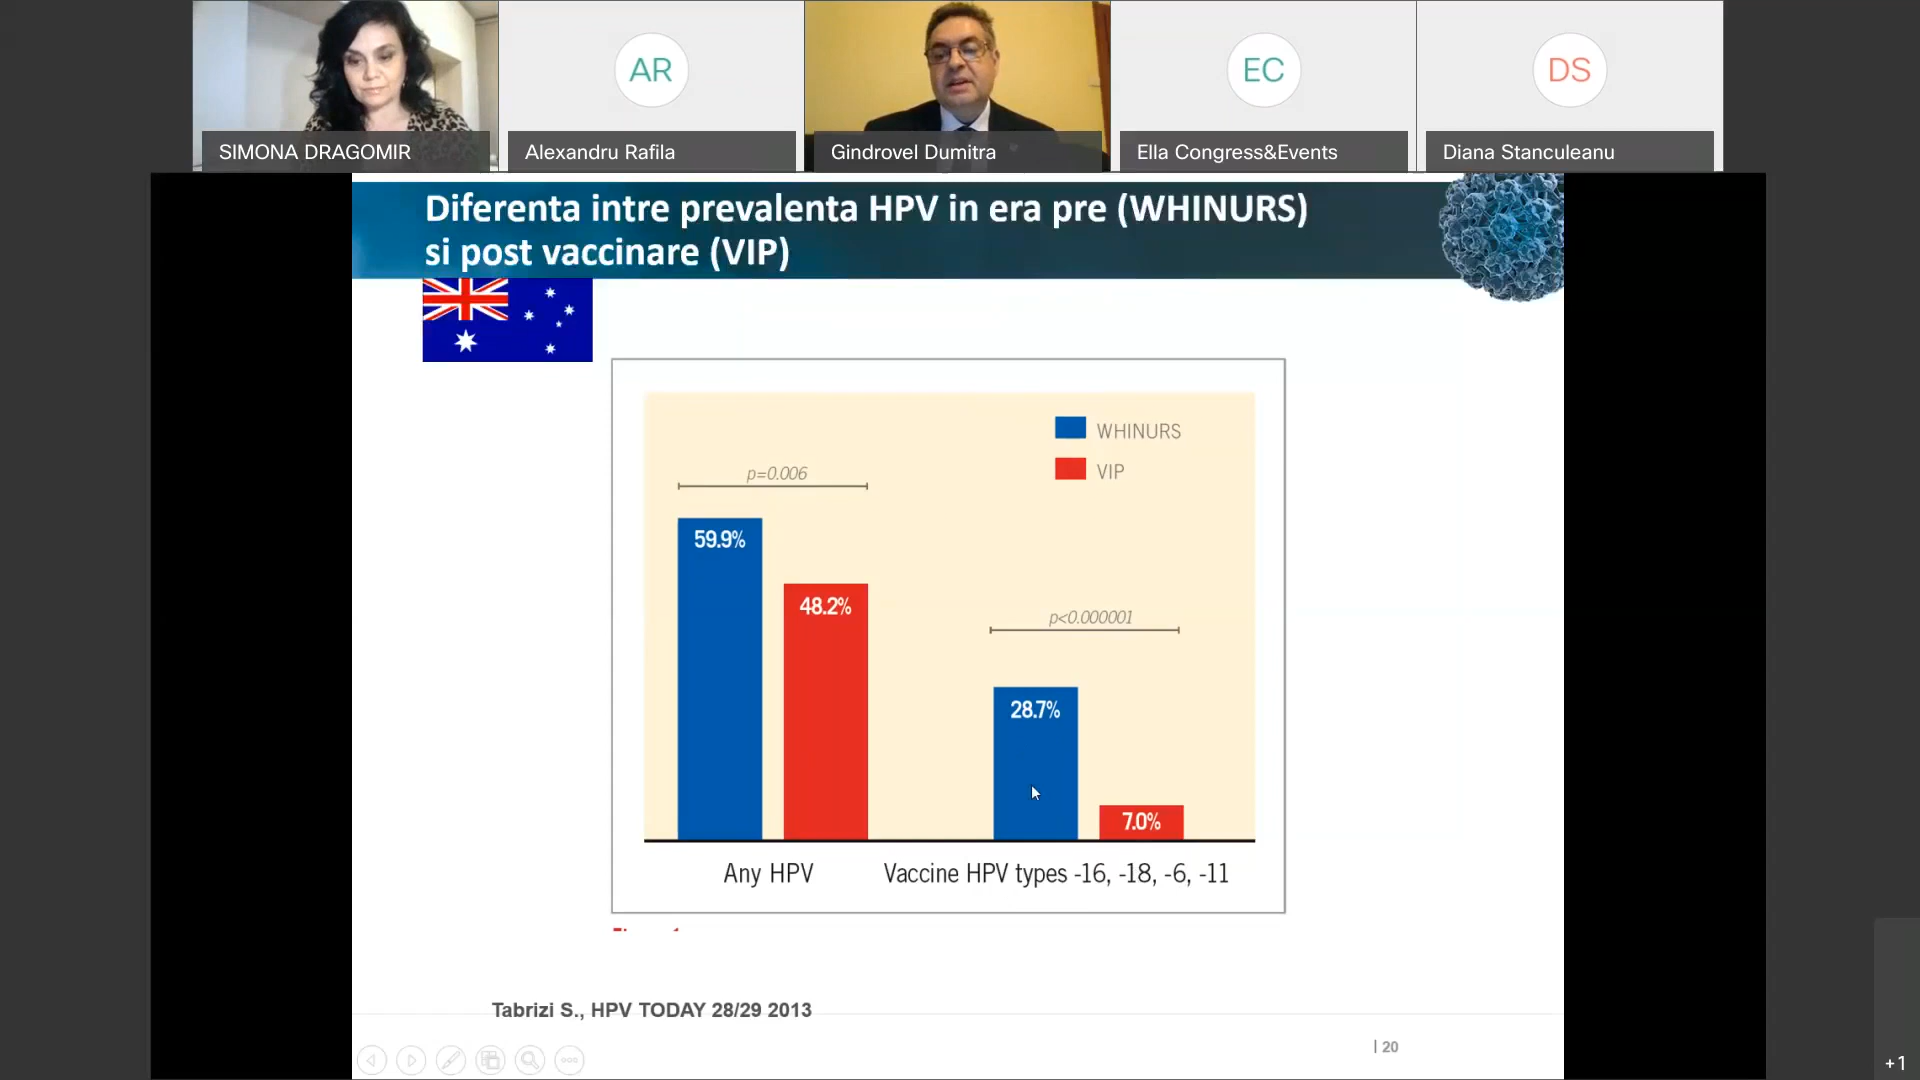 AR
EC
DS
SIMONA DRAGOMIR
Alexandru Rafila
Gindrovel Dumitra
Ella Congress&Events
Diana Stanculeanu
Diferenta intre prevalenta HPV in era pre (WHINURS)
si post vaccinare (VIP)
WHINURS
VIP
p=0.006
59.9%
48.2%
p<0.000001
28.7%
7.0%
Any HPV
Vaccine HPV types -16, -18, -6, -11
Tabrizi S., HPV TODAY 28/29 2013
| 20
+1